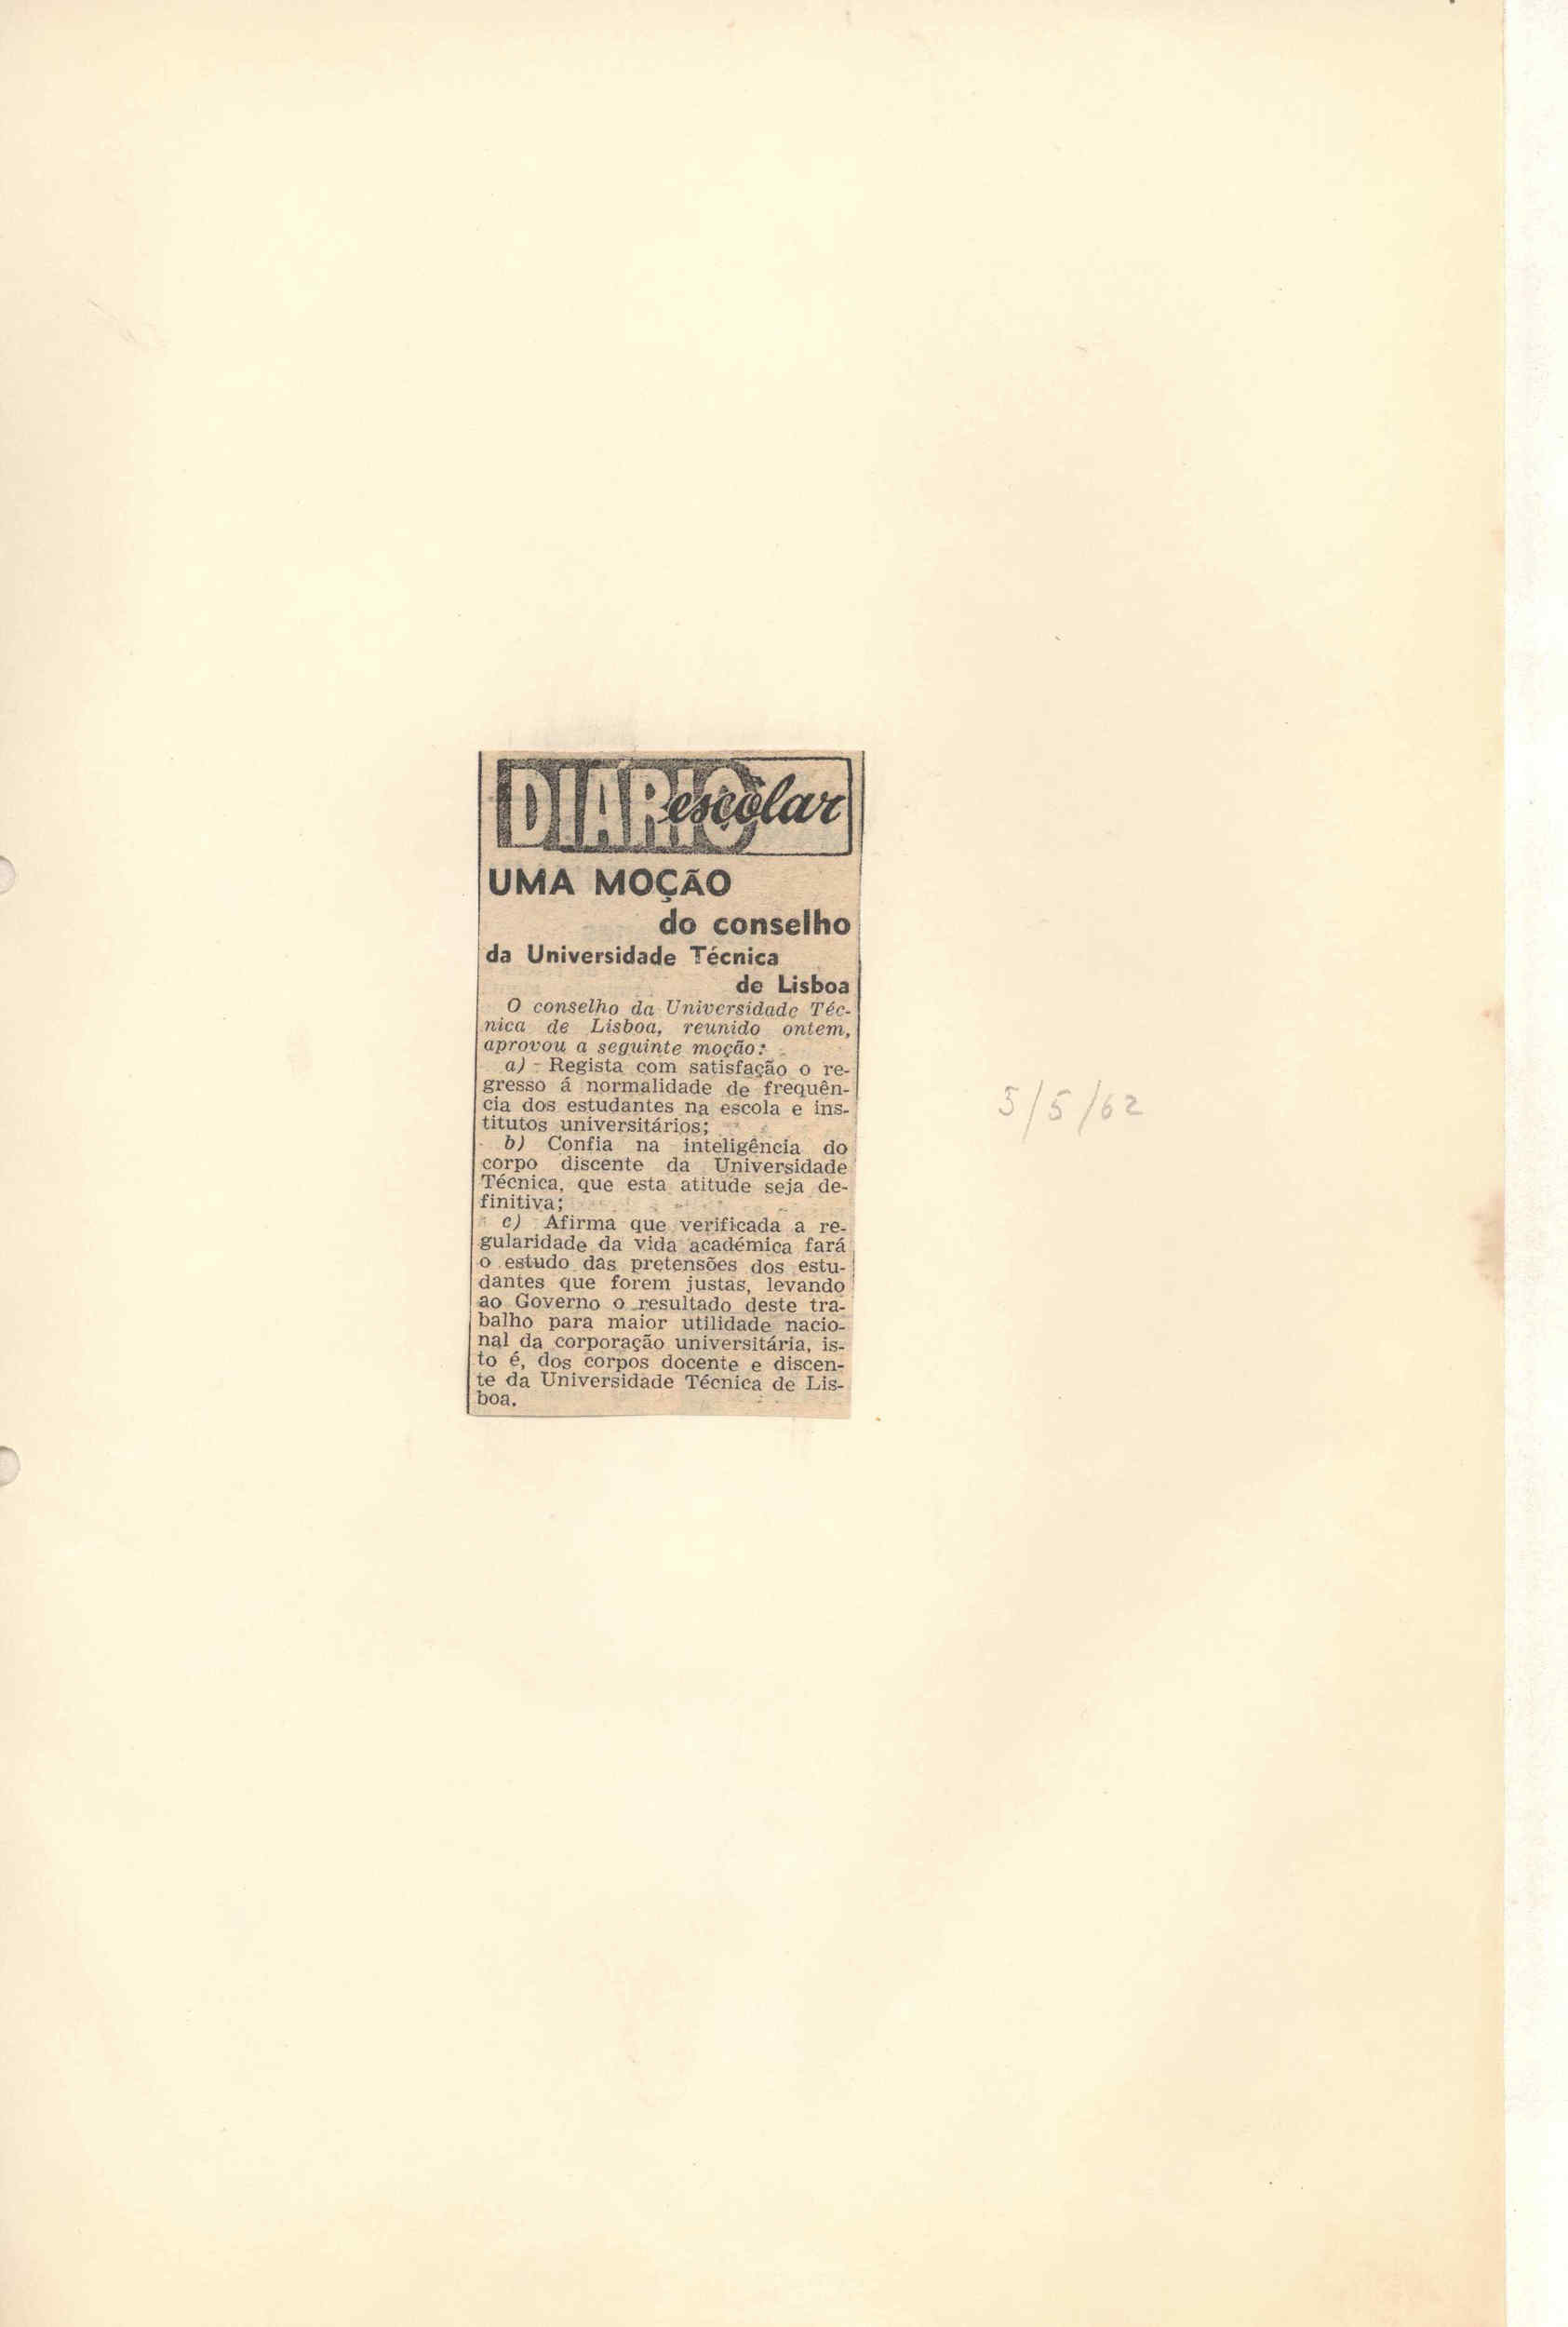 DIÁRIO escolar
UMA MOÇÃO
do conselho
da Universidade Técnica
de Lisboa
O conselho da Universidade Téc-
nica de Lisboa, reunido ontem,
aprovou a seguinte moção:
a) - Regista com satisfação o re-
gresso á normalidade de frequên-
cia dos estudantes na escola e ins-
titutos universitários;
b) Confia na inteligência do
corpo discente da Universidade
Técnica, que esta atitude seja de-
finitiva;
c) Afirma que verificada a re-
gularidade da vida académica fará
o estudo das pretensões dos estu-
dantes que forem justas, levando
ao Governo o resultado deste tra-
balho para maior utilidade nacio-
nal da corporação universitária, is-
to é, dos corpos docente e discen-
te da Universidade Técnica de Lis-
boa.
5/5/62